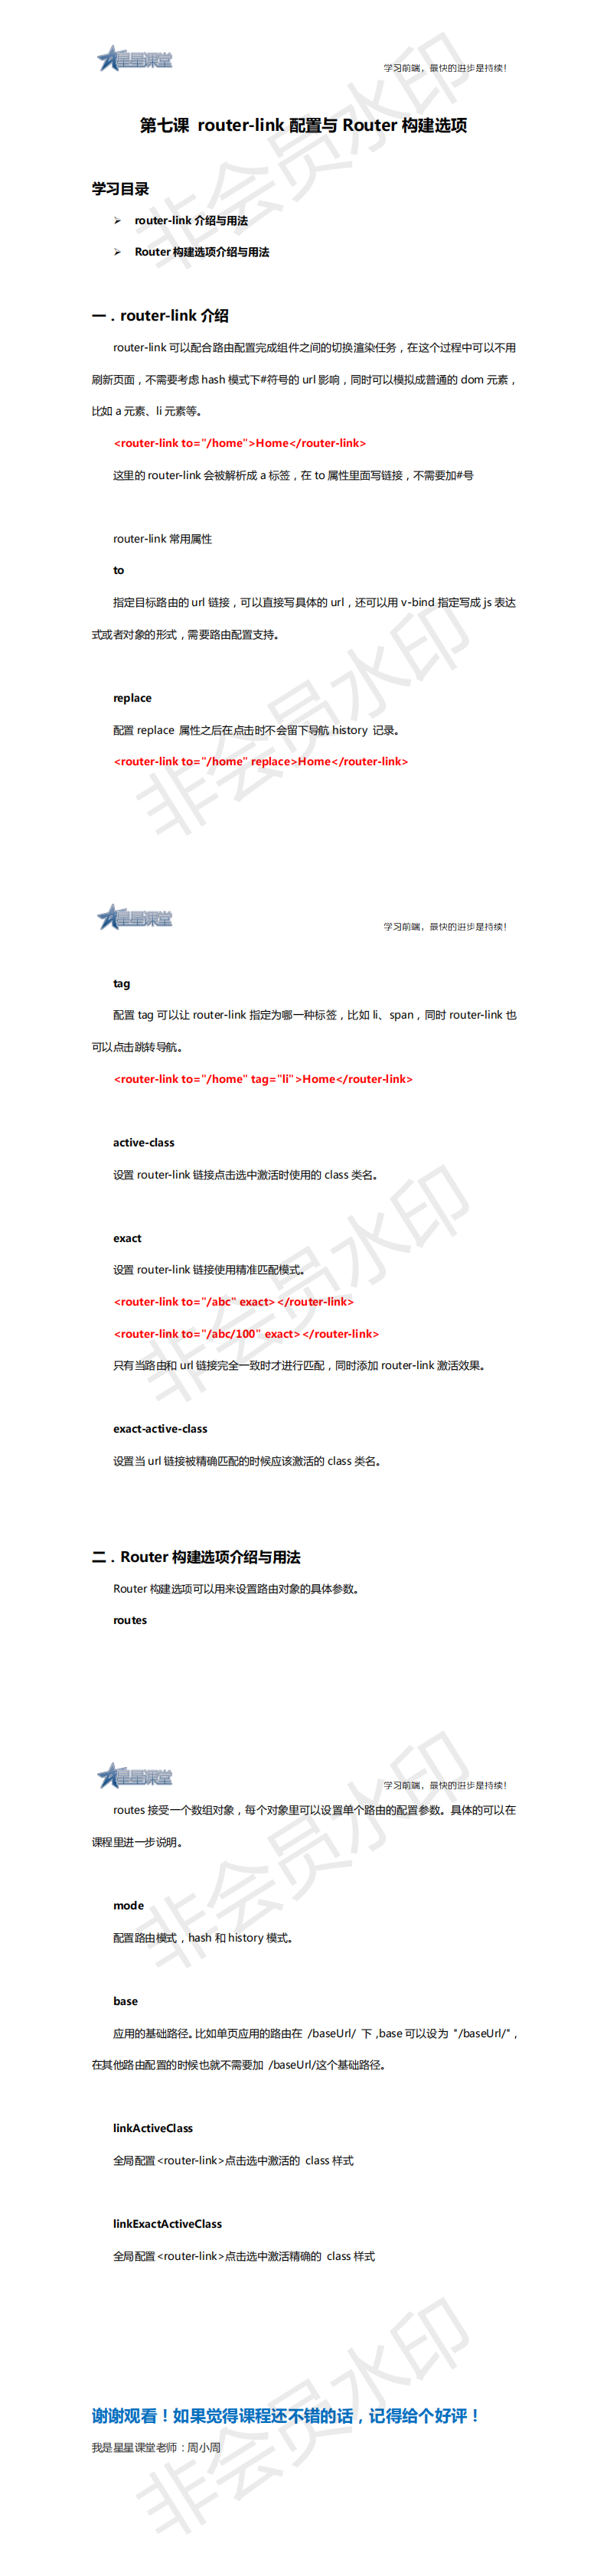 星星课堂
学习前端，最快的进步是持续！
第七课 router-link 配置与 Router 构建选项
学习目录
➢ router-link 介绍与用法
➢ Router 构建选项介绍与用法
一．router-link 介绍
router-link 可以配合路由配置完成组件之间的切换渲染任务，在这个过程中可以不用
刷新页面，不需要考虑 hash 模式下#符号的 url 影响，同时可以模拟成普通的 dom 元素，
比如 a 元素、li 元素等。
<router-link to="/home">Home</router-link>
这里的 router-link 会被解析成 a 标签，在 to 属性里面写链接，不需要加#号
router-link 常用属性
to
指定目标路由的 url 链接，可以直接写具体的 url，还可以用 v-bind 指定写成 js 表达
式或者对象的形式，需要路由配置支持。
replace
配置 replace 属性之后在点击时不会留下导航 history 记录。
<router-link to="/home" replace>Home</router-link>
非会员水印
非会员水印
星星课堂
学习前端，最快的进步是持续！
tag
配置 tag 可以让 router-link 指定为哪一种标签，比如 li、span，同时 router-link 也
可以点击跳转导航。
<router-link to="/home" tag="li">Home</router-link>
active-class
设置 router-link 链接点击选中激活时使用的 class 类名。
exact
设置 router-link 链接使用精准匹配模式。
<router-link to="/abc" exact></router-link>
<router-link to="/abc/100" exact></router-link>
只有当路由和 url 链接完全一致时才进行匹配，同时添加 router-link 激活效果。
exact-active-class
设置当 url 链接被精确匹配的时候应该激活的 class 类名。
二．Router 构建选项介绍与用法
Router 构建选项可以用来设置路由对象的具体参数。
routes
非会员水印
星星课堂
学习前端，最快的进步是持续！
routes 接受一个数组对象，每个对象里可以设置单个路由的配置参数。具体的可以在
课程里进一步说明。
mode
配置路由模式，hash 和 history 模式。
base
应用的基础路径。比如单页应用的路由在 /baseUrl/ 下，base 可以设为 "/baseUrl/"，
在其他路由配置的时候也就不需要加 /baseUrl/这个基础路径。
linkActiveClass
全局配置<router-link>点击选中激活的 class 样式
linkExactActiveClass
全局配置<router-link>点击选中激活精确的 class 样式
谢谢观看！如果觉得课程还不错的话，记得给个好评！
我是星星课堂老师：周小周
非会员水印
非会员水印